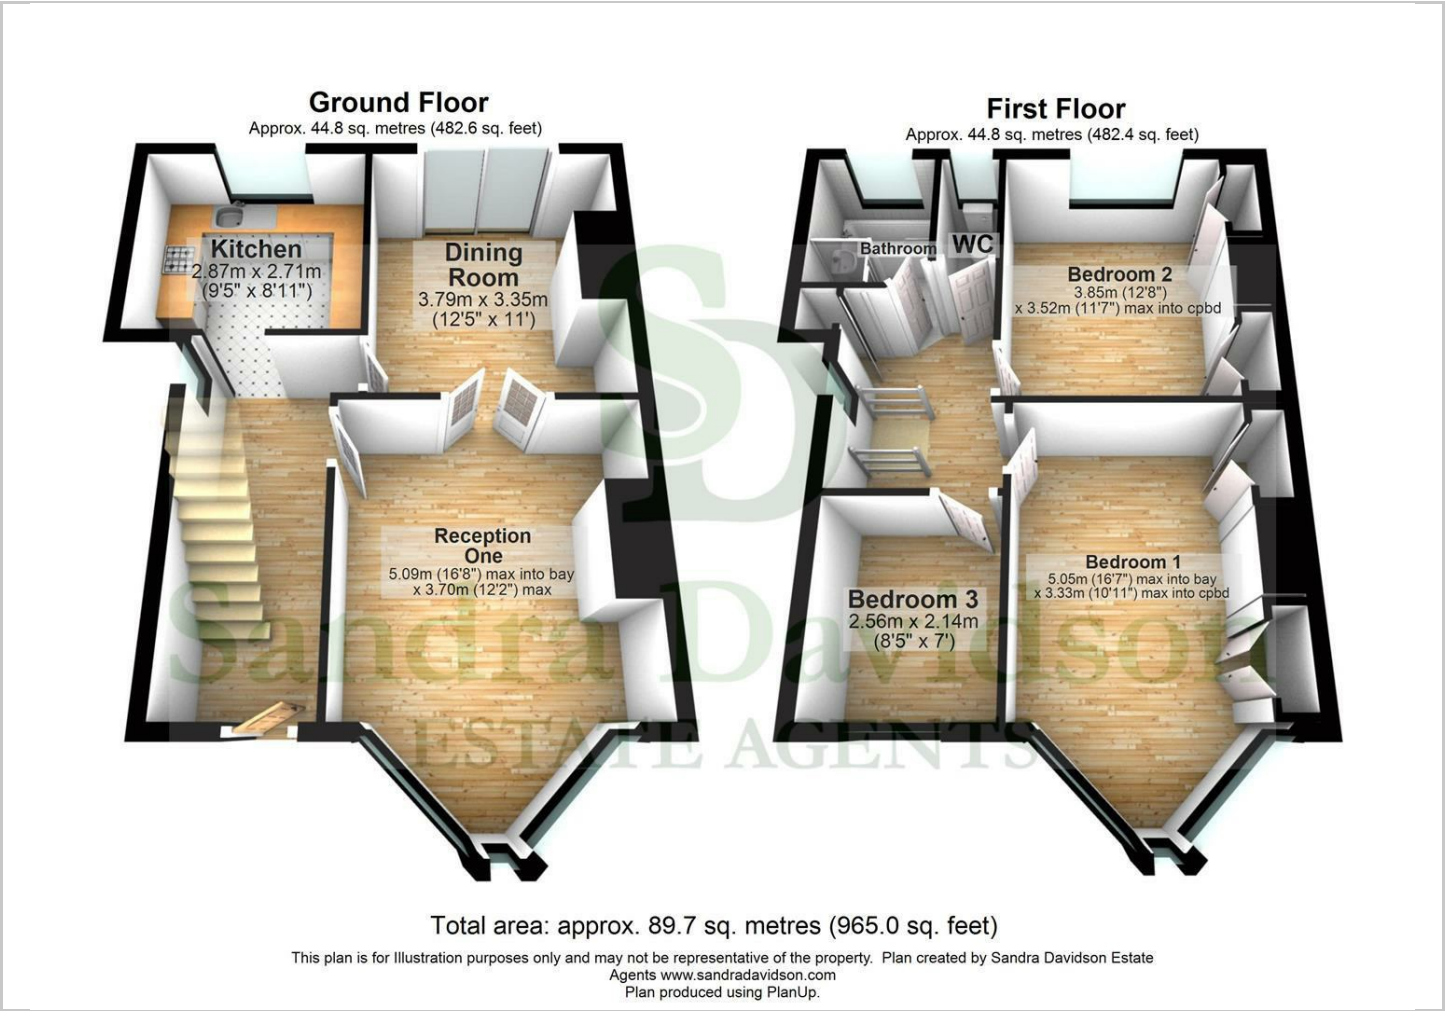 Ground Floor
Approx. 44.8 sq. metres (482.6 sq. feet)
Kitchen
2.87m x 2.71m
(9'5" x 8'11")
Dining
Room
3.79m x 3.35m
(12'5" x 11')
Reception
One
5.09m (16'8") max into bay
x 3.70m (12'2") max
First Floor
Approx. 44.8 sq. metres (482.4 sq. feet)
Bathroom
WC
Bedroom 2
3.85m (12'8")
x 3.52m (11'7") max into cpbd
Bedroom 1
5.05m (16'7") max into bay
x 3.33m (10'11") max into cpbd
Bedroom 3
2.56m x 2.14m
(8'5" x 7')
SD
Sandra Davidson
ESTATE AGENTS
Total area: approx. 89.7 sq. metres (965.0 sq. feet)
This plan is for Illustration purposes only and may not be representative of the property. Plan created by Sandra Davidson Estate
Agents www.sandradavidson.com
Plan produced using PlanUp.